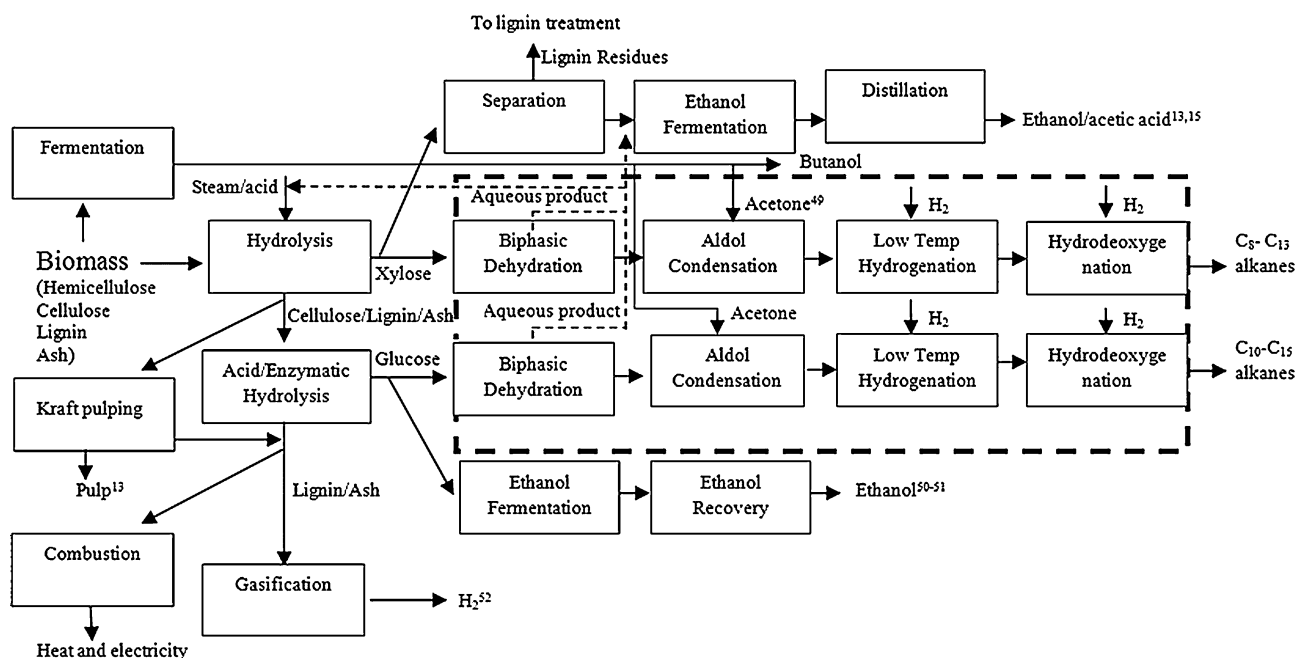 To lignin treatment
Lignin Residues
Separation
Ethanol
Fermentation
Distillation
Ethanol/acetic acid13,15
Fermentation
Butanol
Steam/acid
Aqueous product
Acetone49
H2
H2
Hydrolysis
Xylose
Biphasic
Dehydration
Aldol
Condensation
Low Temp
Hydrogenation
Hydrodeoxyge
nation
C8- C13
alkanes
Biomass
(Hemicellulose
Cellulose
Lignin
Ash)
Cellulose/Lignin/Ash
Aqueous product
Acetone
H2
H2
Acid/Enzymatic
Hydrolysis
Glucose
Biphasic
Dehydration
Aldol
Condensation
Low Temp
Hydrogenation
Hydrodeoxyge
nation
C10-C15
alkanes
Kraft pulping
Pulp13
Lignin/Ash
Ethanol
Fermentation
Ethanol
Recovery
Ethanol50-51
Combustion
Gasification
H252
Heat and electricity